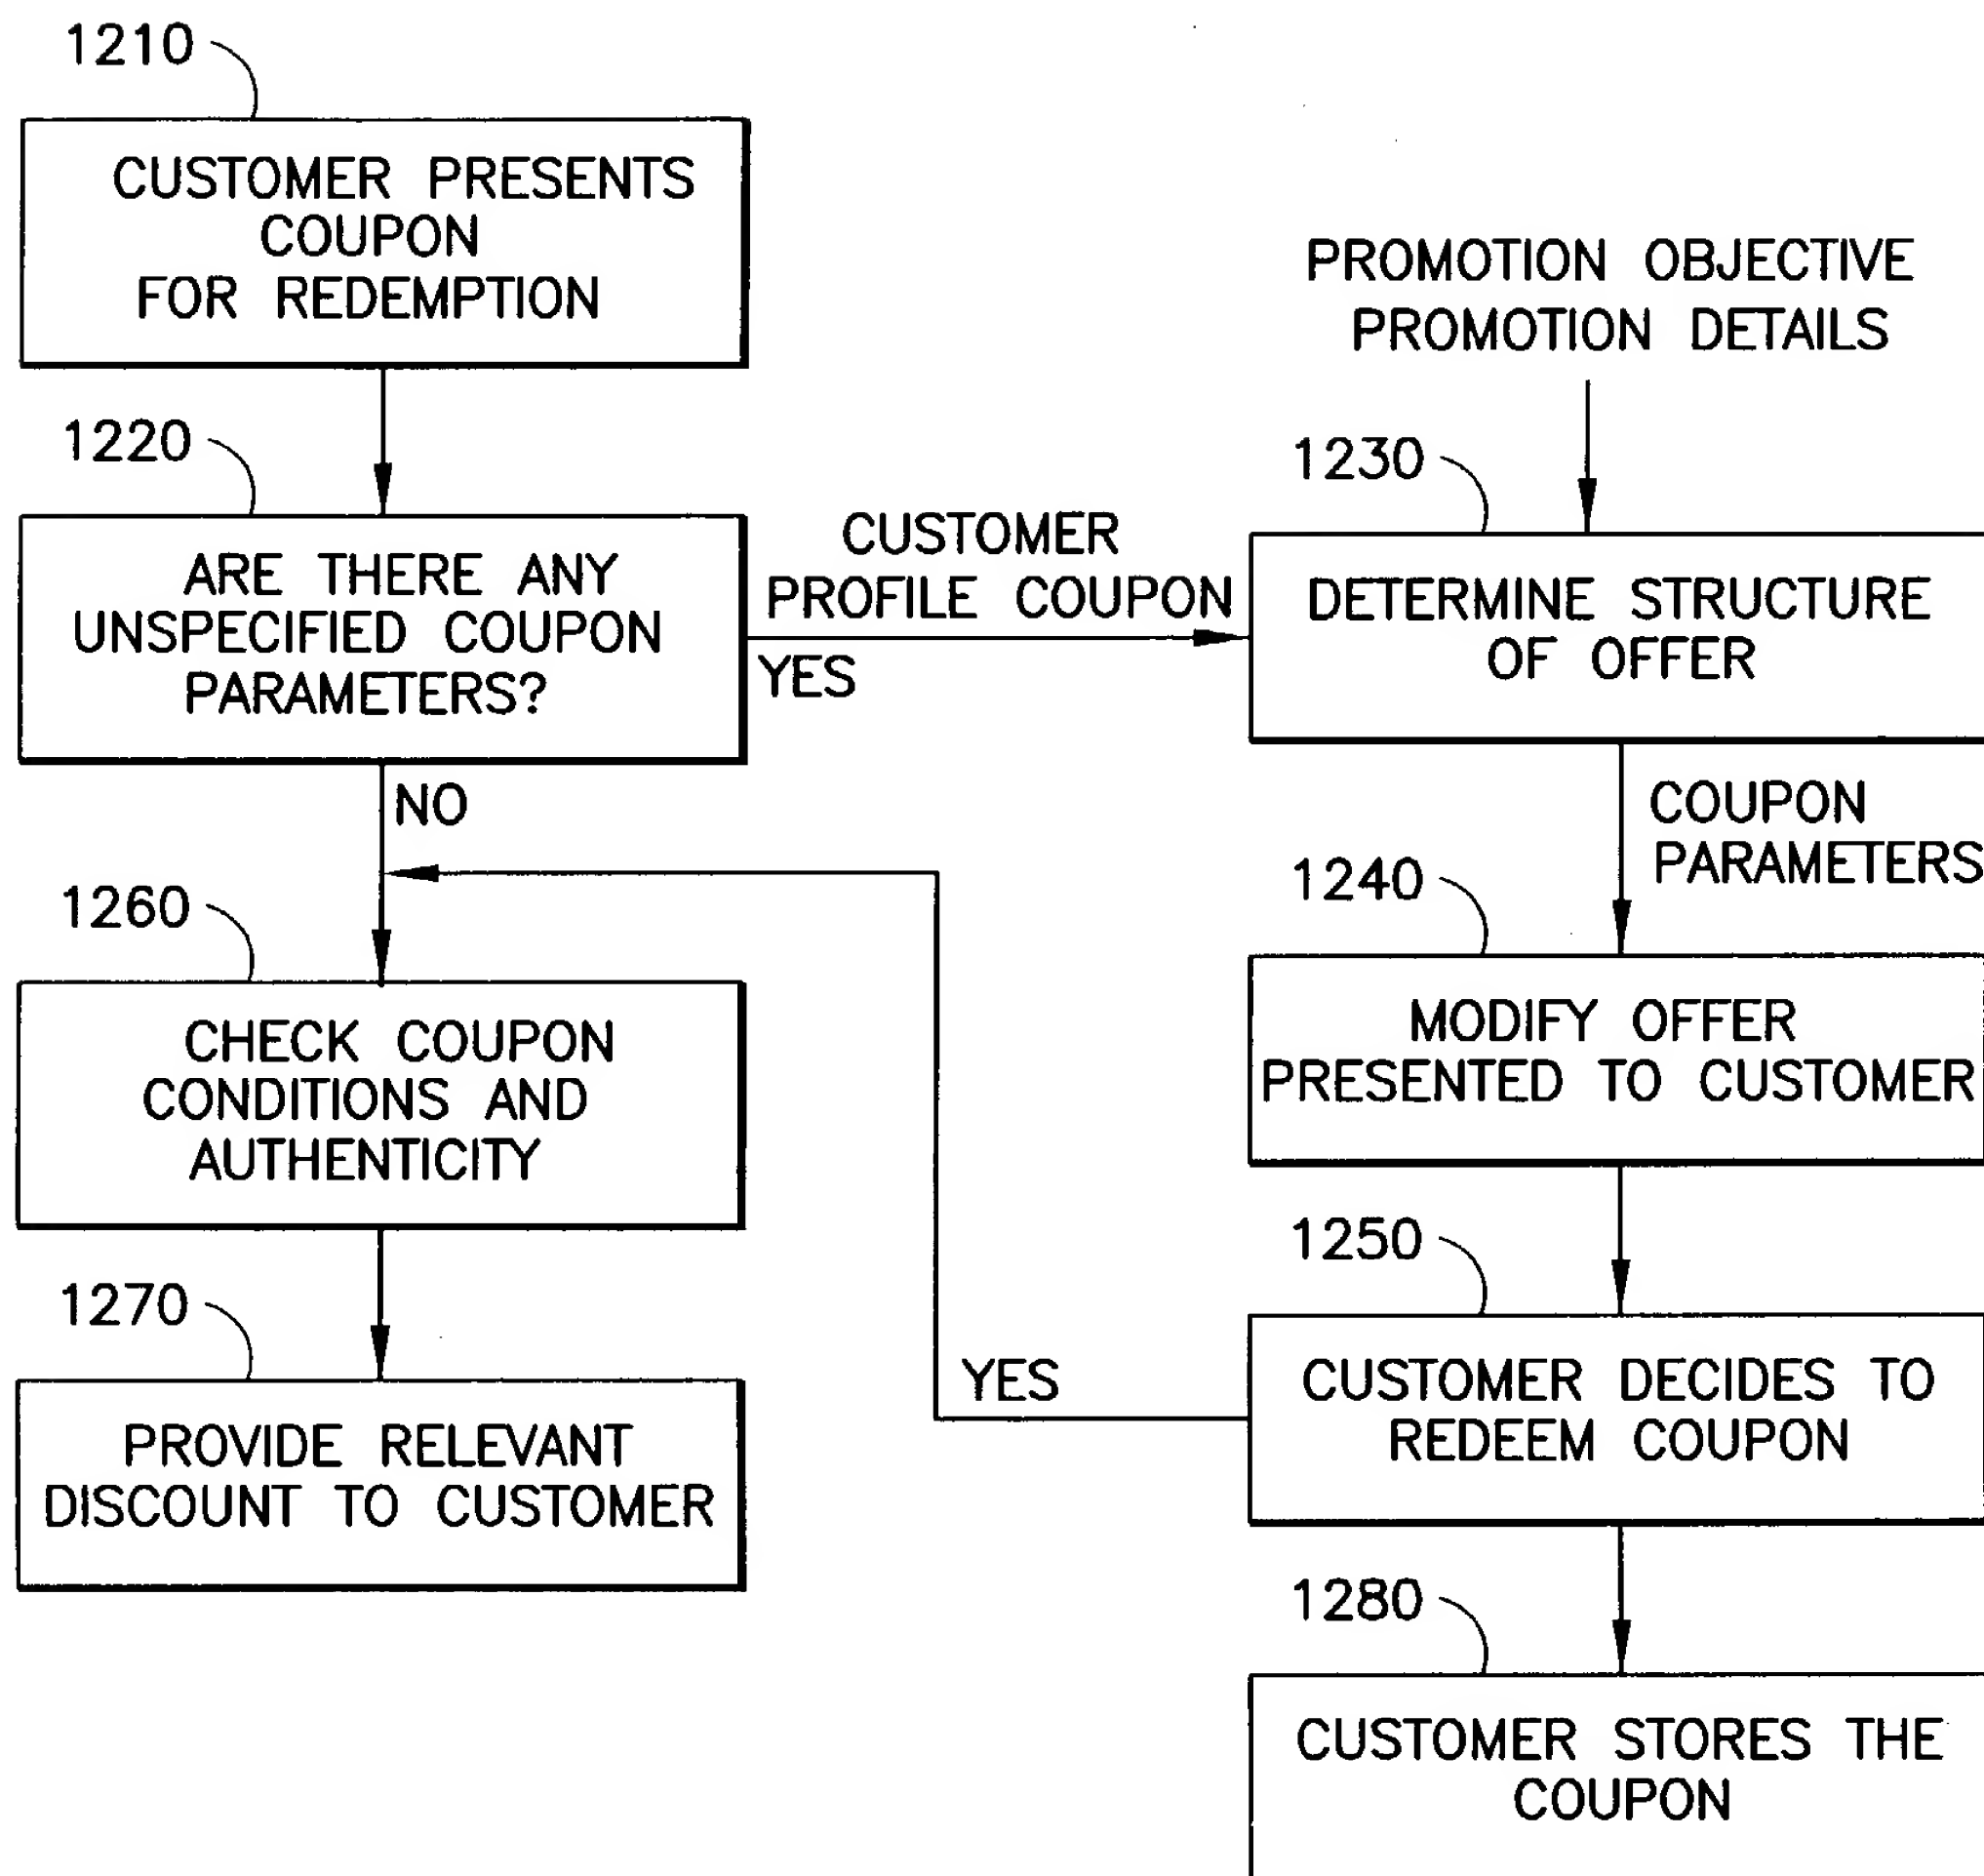 1210
CUSTOMER PRESENTS
COUPON
FOR REDEMPTION
1220
ARE THERE ANY
UNSPECIFIED COUPON
PARAMETERS?
CUSTOMER
PROFILE COUPON
YES
NO
PROMOTION OBJECTIVE
PROMOTION DETAILS
1230
DETERMINE STRUCTURE
OF OFFER
COUPON
PARAMETERS
1240
MODIFY OFFER
PRESENTED TO CUSTOMER
1250
CUSTOMER DECIDES TO
REDEEM COUPON
YES
1260
CHECK COUPON
CONDITIONS AND
AUTHENTICITY
1270
PROVIDE RELEVANT
DISCOUNT TO CUSTOMER
1280
CUSTOMER STORES THE
COUPON